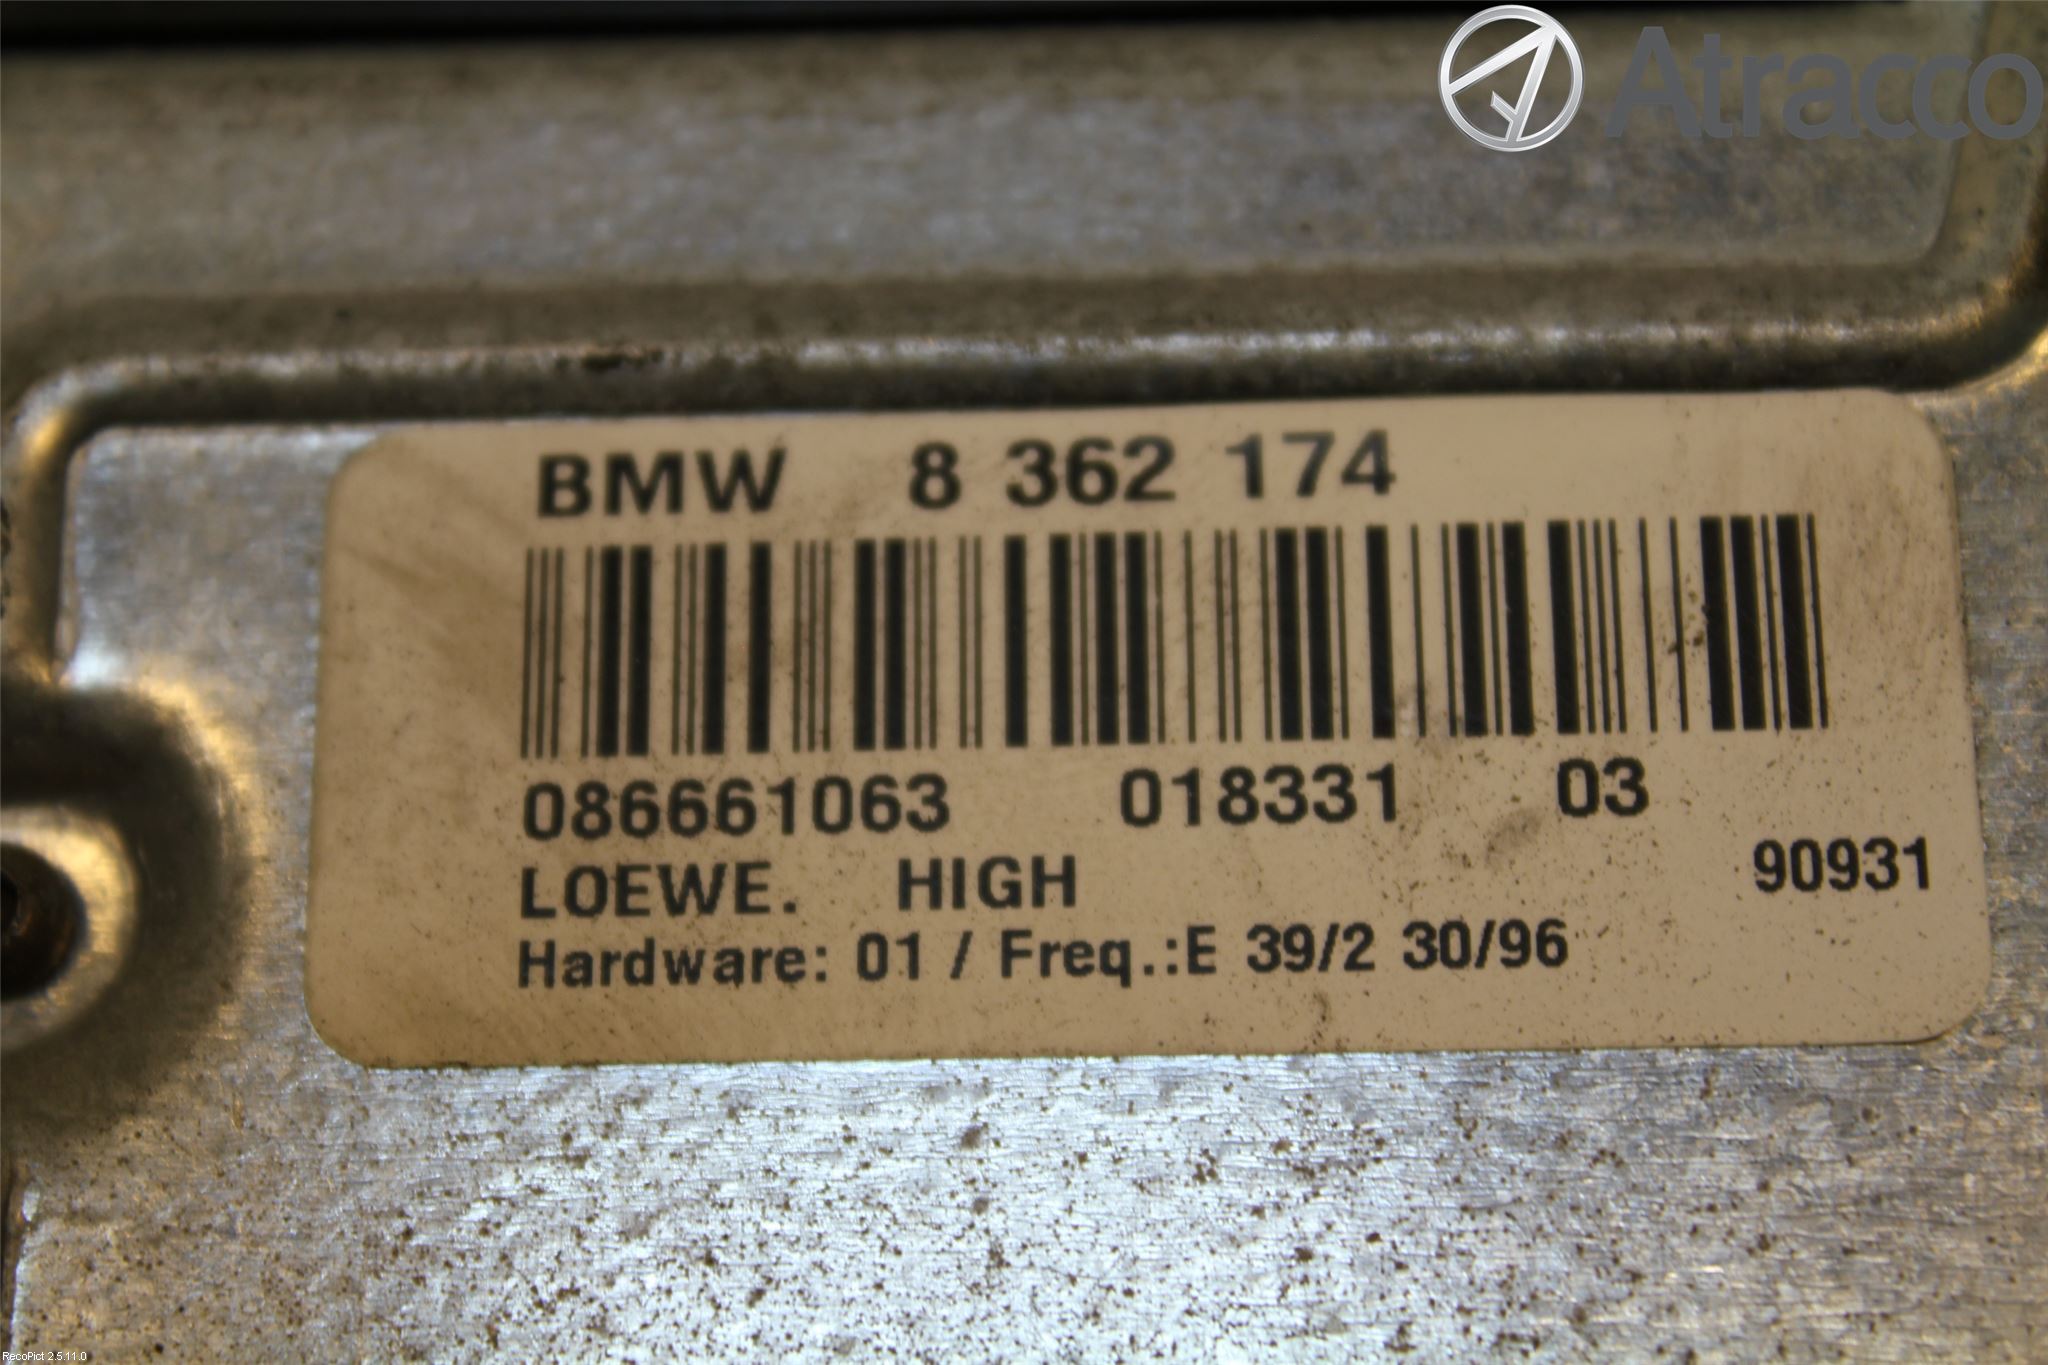 Atracco
BMW 8 362 174
086661063 018331 03
LOEWE. HIGH 90931
Hardware: 01 / Freq.:E 39/2 30/96
RecoPict 2.5.11.0